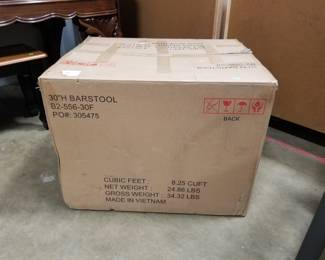 30"H BARSTOOL
B2-556-30F
PO#: 305475
BACK
CUBIC FEET : 8.25 CUFT
NET WEIGHT : 24.86 LBS
GROSS WEIGHT : 34.32 LBS
MADE IN VIETNAM